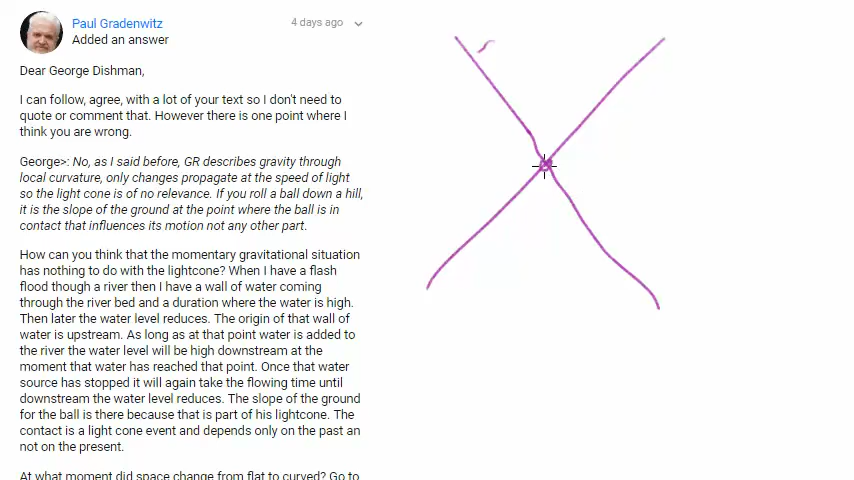 Paul Gradenwitz
4 days ago
Added an answer
Dear George Dishman,
I can follow, agree, with a lot of your text so I don't need to
quote or comment that. However there is one point where I
think you are wrong.
George>: No, as I said before, GR describes gravity through
local curvature, only changes propagate at the speed of light
so the light cone is of no relevance. If you roll a ball down a hill,
it is the slope of the ground at the point where the ball is in
contact that influences its motion not any other part.
How can you think that the momentary gravitational situation
has nothing to do with the lightcone? When I have a flash
flood though a river then I have a wall of water coming
through the river bed and a duration where the water is high.
Then later the water level reduces. The origin of that wall of
water is upstream. As long as at that point water is added to
the river the water level will be high downstream at the
moment that water has reached that point. Once that water
source has stopped it will again take the flowing time until
downstream the water level reduces. The slope of the ground
for the ball is there because that is part of his lightcone. The
contact is a light cone event and depends only on the past an
not on the present.
At what moment did space change from flat to curved? Go to